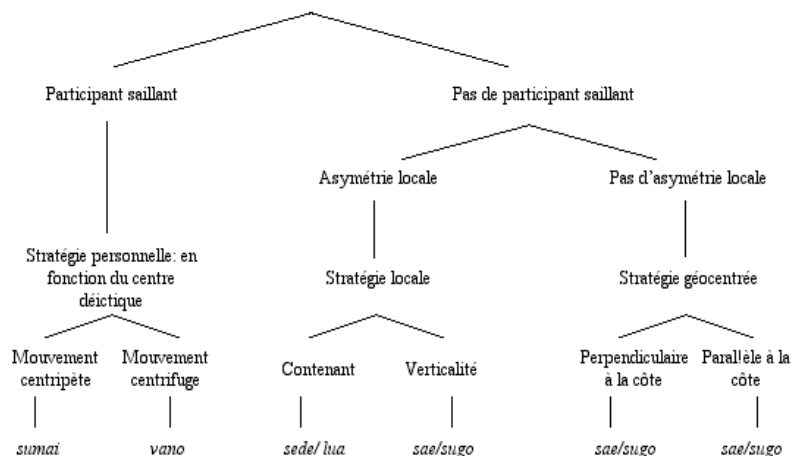 Participant saillant
Pas de participant saillant
Asymétrie locale
Pas d'asymétrie locale
Stratégie personnelle: en
fonction du centre
déictique
Stratégie locale
Stratégie géocentrée
Mouvement
centripète
Mouvement
centrifuge
Contenant
Verticalité
Perpendiculaire
à la côte
Parallèle à la
côte
sumai
vano
sede/ lua
sae/sugo
sae/sugo
sae/sugo